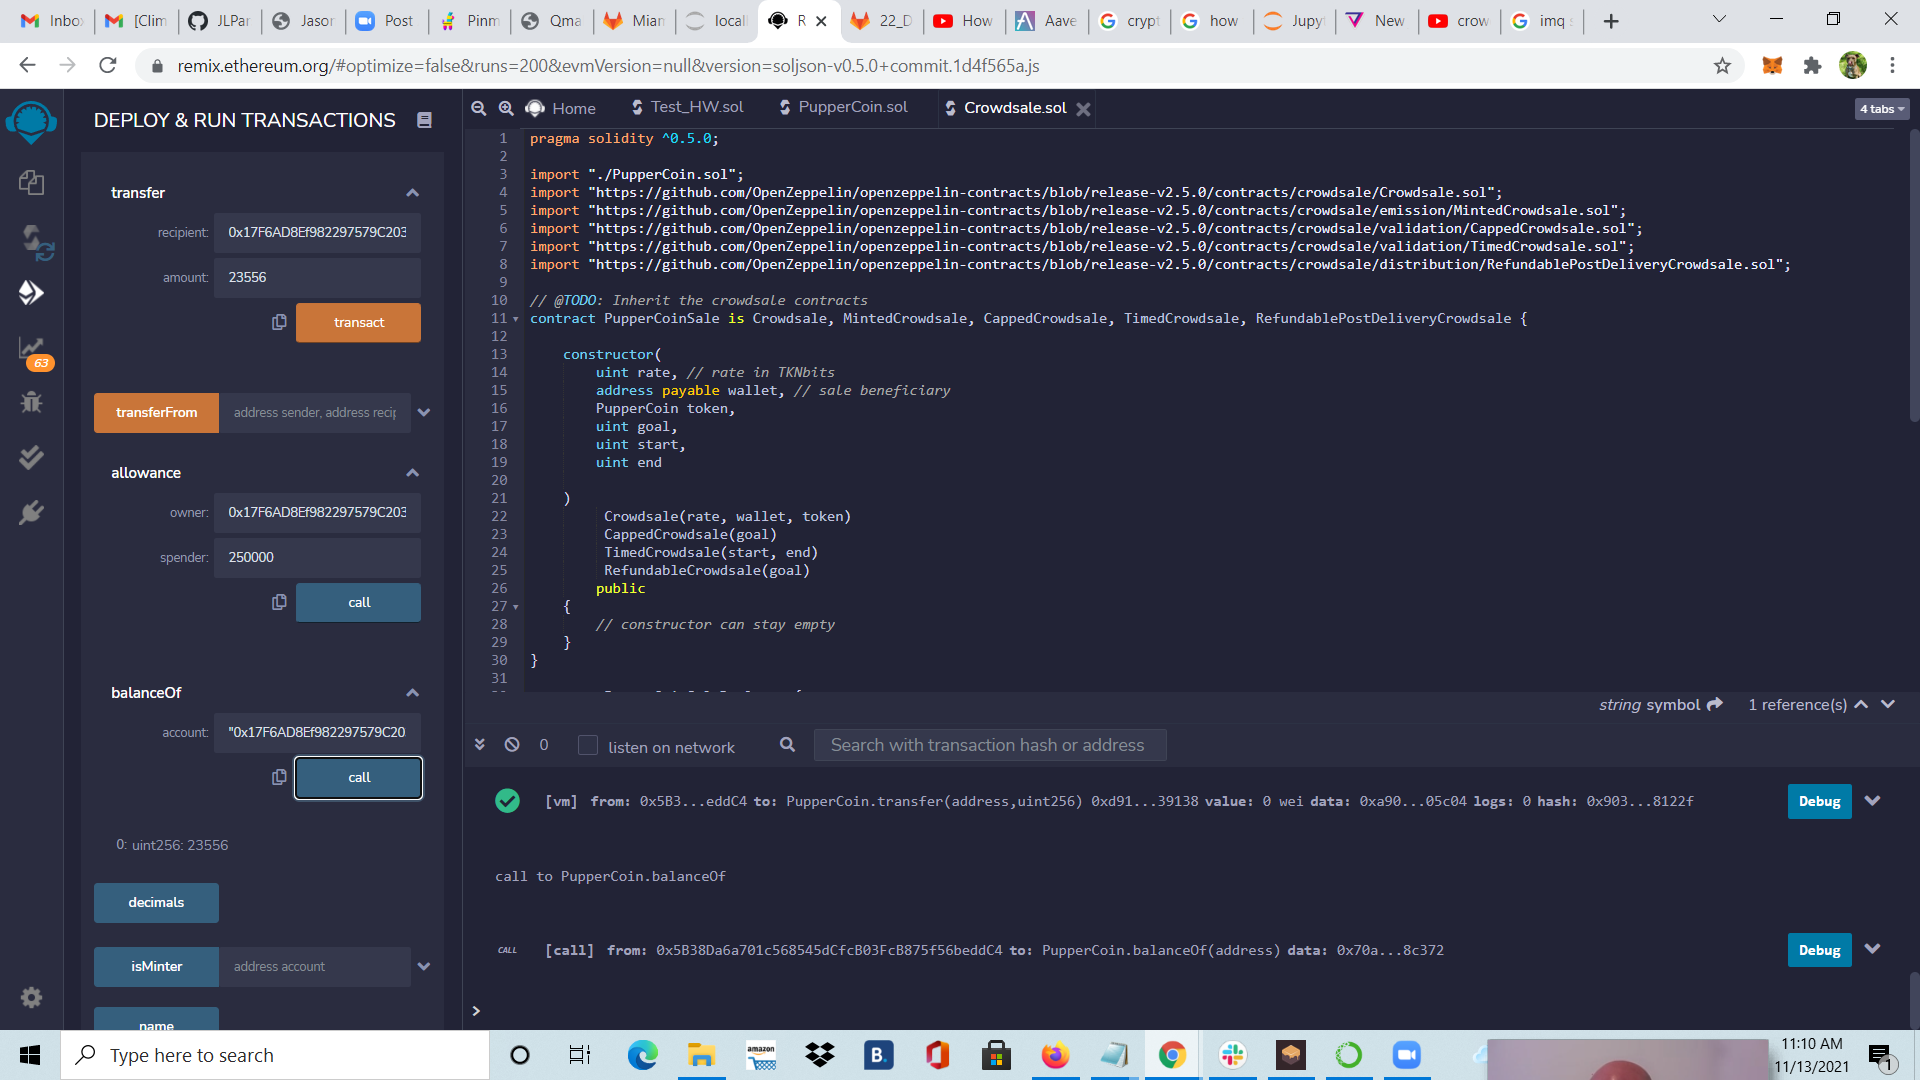 Inbo
[Clim
JLPar
Jason
Post
Pinm
Qma
Mian
locall
R
22_D
How
Aave
crypt
how
Jupyt
New
crow
imq s
remix.ethereum.org/#optimize=false&runs=200&evmVersion=null&version=soljson-v0.5.0+commit.1d4f565a.js
DEPLOY & RUN TRANSACTIONS
transfer
recipient: 0x17F6AD8Ef982297579C203
amount: 23556
transact
transferFrom address sender, address recip
allowance
owner: 0x17F6AD8Ef982297579C203
spender: 250000
call
balanceOf
account: "0x17F6AD8Ef982297579C20
call
0: uint256: 23556
decimals
isMinter address account
name
63
Home
Test_HW.sol
PupperCoin.sol
Crowdsale.sol
4 tabs
1 pragma solidity ^0.5.0;
2
3 import "./PupperCoin.sol";
4 import "https://github.com/OpenZeppelin/openzeppelin-contracts/blob/release-v2.5.0/contracts/crowdsale/Crowdsale.sol";
5 import "https://github.com/OpenZeppelin/openzeppelin-contracts/blob/release-v2.5.0/contracts/crowdsale/emission/MintedCrowdsale.sol";
6 import "https://github.com/OpenZeppelin/openzeppelin-contracts/blob/release-v2.5.0/contracts/crowdsale/validation/CappedCrowdsale.sol";
7 import "https://github.com/OpenZeppelin/openzeppelin-contracts/blob/release-v2.5.0/contracts/crowdsale/validation/TimedCrowdsale.sol";
8 import "https://github.com/OpenZeppelin/openzeppelin-contracts/blob/release-v2.5.0/contracts/crowdsale/distribution/RefundablePostDeliveryCrowdsale.sol";
9
10 // @TODO: Inherit the crowdsale contracts
11 contract PupperCoinSale is Crowdsale, MintedCrowdsale, CappedCrowdsale, TimedCrowdsale, RefundablePostDeliveryCrowdsale {
12
13 constructor(
14 uint rate, // rate in TKNbits
15 address payable wallet, // sale beneficiary
16 PupperCoin token,
17 uint goal,
18 uint start,
19 uint end
20
21 )
22 Crowdsale(rate, wallet, token)
23 CappedCrowdsale(goal)
24 TimedCrowdsale(start, end)
25 RefundableCrowdsale(goal)
26 public
27 {
28 // constructor can stay empty
29 }
30 }
31
string symbol 1 reference(s)
0 listen on network Search with transaction hash or address
[vm] from: 0x5B3...eddC4 to: PupperCoin.transfer(address,uint256) 0xd91...39138 value: 0 wei data: 0xa90...05c04 logs: 0 hash: 0x903...8122f Debug
call to PupperCoin.balanceOf
CALL [call] from: 0x5B38Da6a701c568545dCfcB03FcB875f56beddC4 to: PupperCoin.balanceOf(address) data: 0x70a...8c372 Debug
>
Type here to search
amazon
B.
11:10 AM
11/13/2021
1